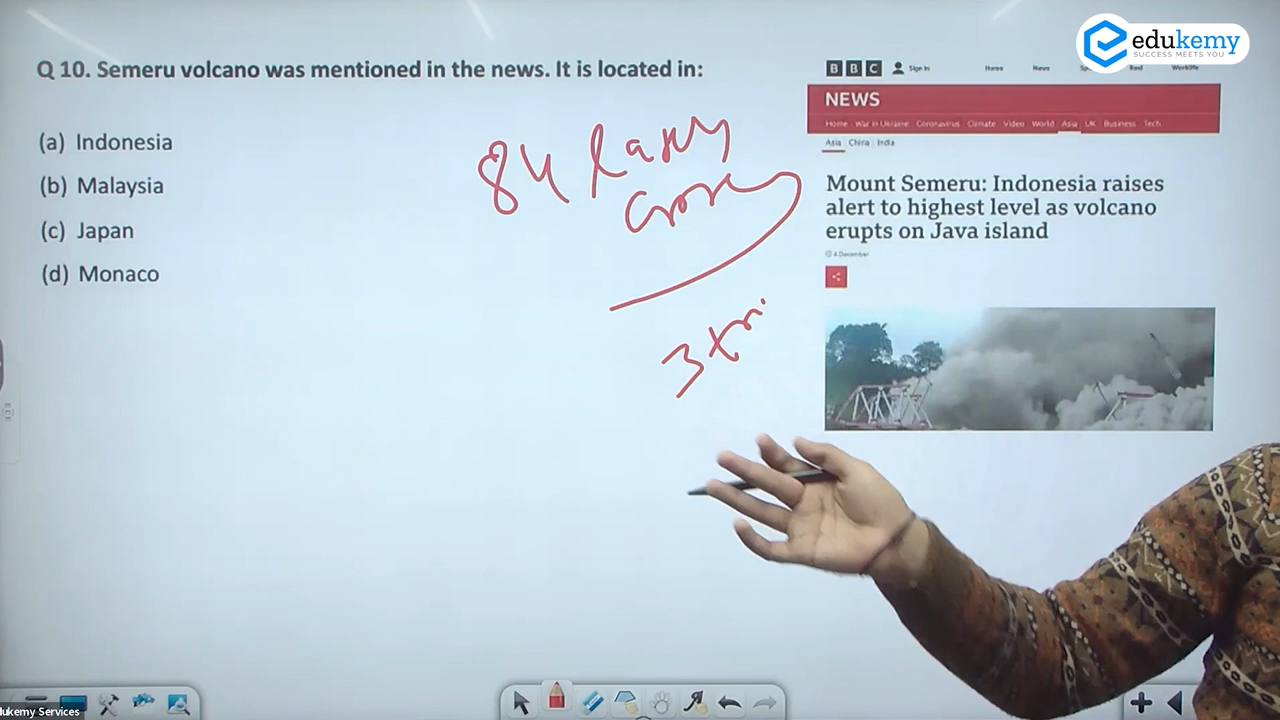 edukemy
SUCCESS MEETS YOU
Q 10. Semeru volcano was mentioned in the news. It is located in:
(a) Indonesia
(b) Malaysia
(c) Japan
(d) Monaco
84 lakh
crores
3 tri.
BBC Sign in Home News
NEWS
Home War in Ukraine Coronavirus Climate Video World Asia UK Business Tech
Asia China India
Mount Semeru: Indonesia raises
alert to highest level as volcano
erupts on Java island
4 December
dukemy Services